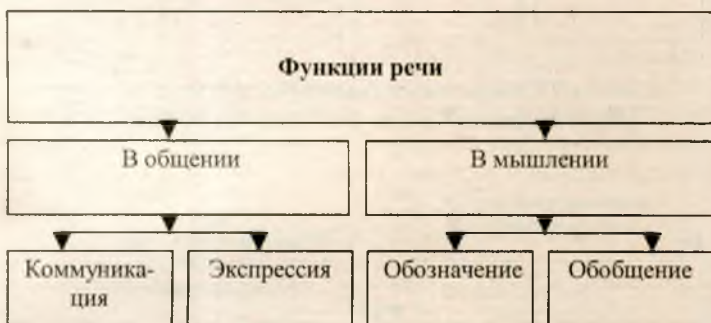 Функции речи
В общении
В мышлении
Коммуника-
ция
Экспрессия
Обозначение
Обобщение